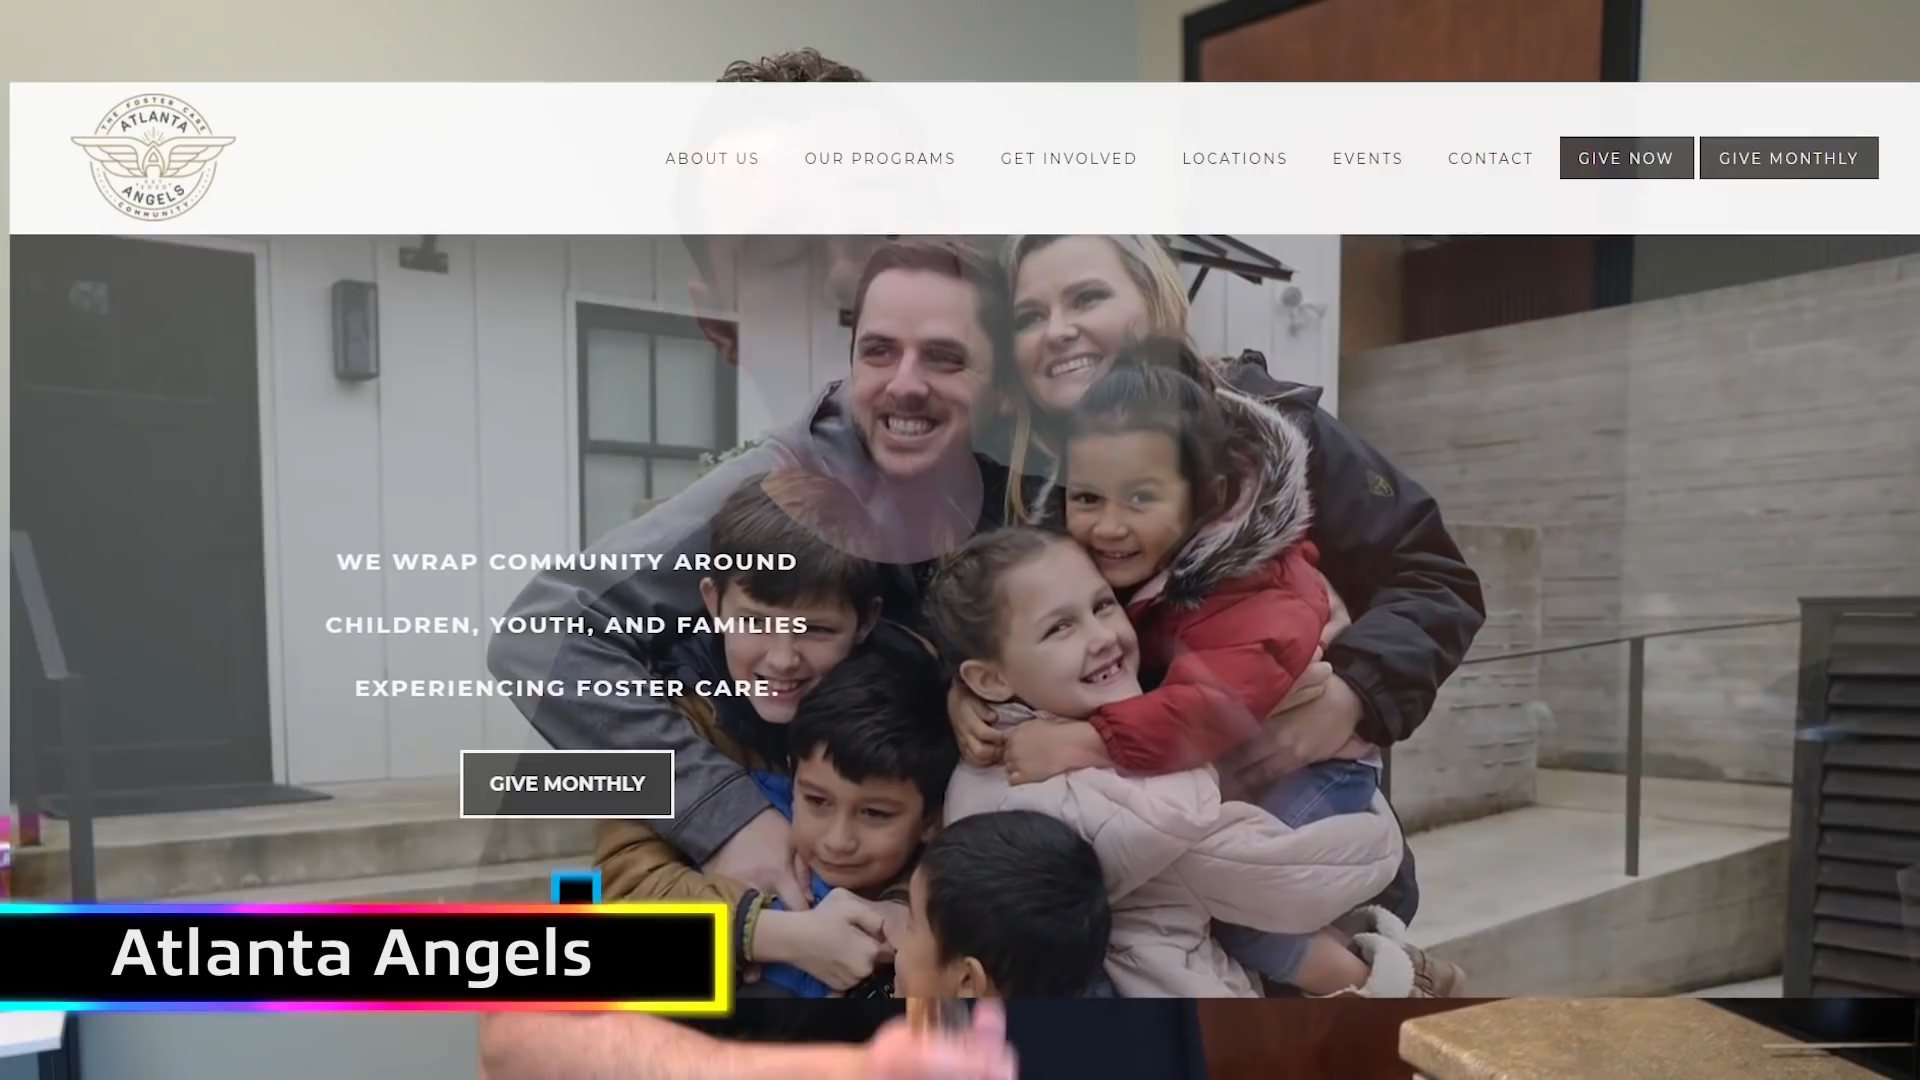 THE FOSTER CARE
ATLANTA
ANGELS
COMMUNITY
ABOUT US
OUR PROGRAMS
GET INVOLVED
LOCATIONS
EVENTS
CONTACT
GIVE NOW
GIVE MONTHLY
WE WRAP COMMUNITY AROUND
CHILDREN, YOUTH, AND FAMILIES
EXPERIENCING FOSTER CARE.
GIVE MONTHLY
Atlanta Angels